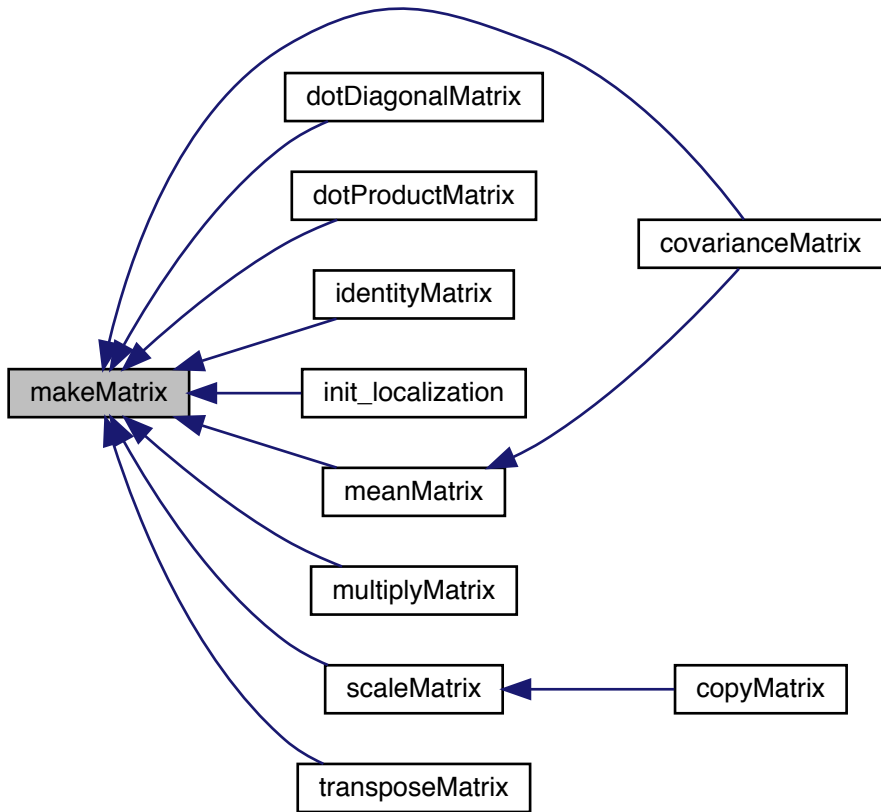 dotDiagonalMatrix
dotProductMatrix
covarianceMatrix
identityMatrix
makeMatrix
init_localization
meanMatrix
multiplyMatrix
scaleMatrix
copyMatrix
transposeMatrix